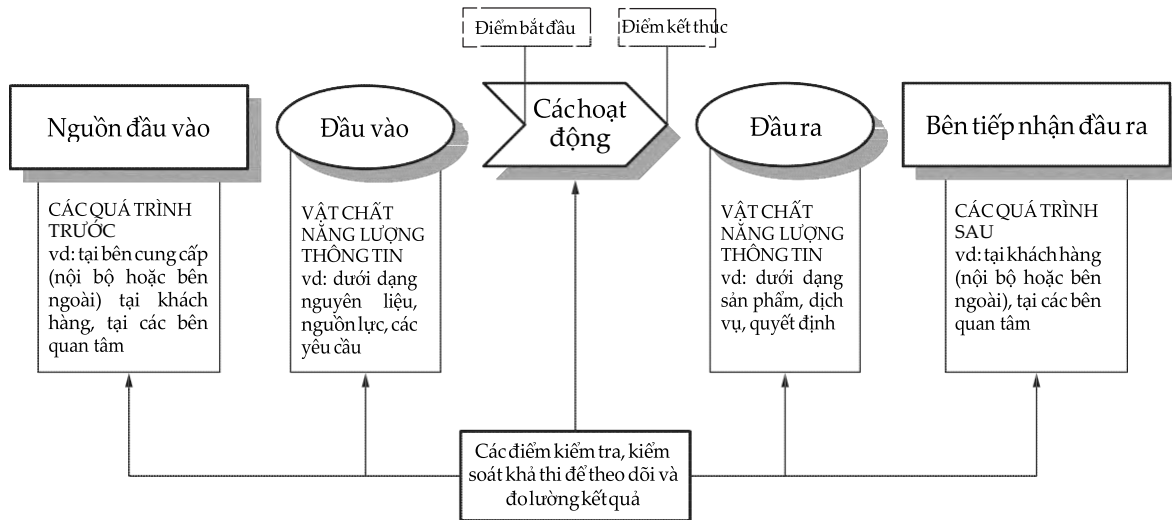 Điểm bắt đầu
Điểm kết thúc
Nguồn đầu vào
Đầu vào
Các hoạt
động
Đầu ra
Bên tiếp nhận đầu ra
CÁC QUÁ TRÌNH
TRƯỚC
vd: tại bên cung cấp
(nội bộ hoặc bên
ngoài) tại khách
hàng, tại các bên
quan tâm
VẬT CHẤT
NĂNG LƯỢNG
THÔNG TIN
vd: dưới dạng
nguyên liệu,
nguồn lực, các
yêu cầu
VẬT CHẤT
NĂNG LƯỢNG
THÔNG TIN
vd: dưới dạng
sản phẩm, dịch
vụ, quyết định
CÁC QUÁ TRÌNH
SAU
vd: tại khách hàng
(nội bộ hoặc bên
ngoài), tại các bên
quan tâm
Các điểm kiểm tra, kiểm
soát khả thi để theo dõi và
đo lường kết quả